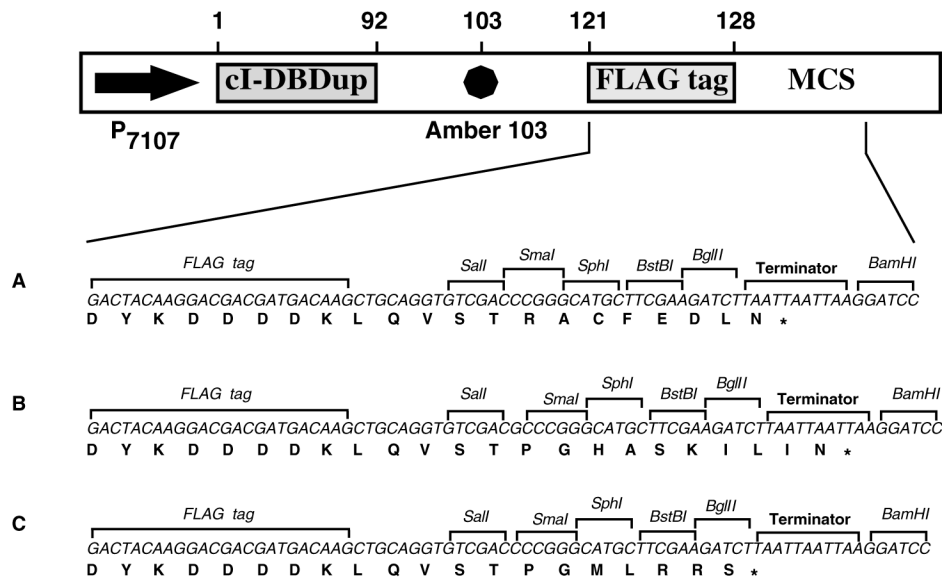 1 92 103 121 128
cI-DBDup FLAG tag MCS
P7107 Amber 103
A FLAG tag SalI SmaI SphI BstBI BglII Terminator BamHI
GACTACAAGGACGACGATGACAAGCTGCAGGTGTCGACCCGGGCATGCTTCGAAGATCTTAATTAATTAAGGATCC
D Y K D D D D K L Q V S T R A C F E D L N *
B FLAG tag SalI SmaI SphI BstBI BglII Terminator BamHI
GACTACAAGGACGACGATGACAAGCTGCAGGTGTCGACGCCCGGGCATGCTTCGAAGATCTTAATTAATTAAGGATCC
D Y K D D D D K L Q V S T P G H A S K I L I N *
C FLAG tag SalI SmaI SphI BstBI BglII Terminator BamHI
GACTACAAGGACGACGATGACAAGCTGCAGGTGTCGACCCCGGGCATGCTTCGAAGATCTTAATTAATTAAGGATCC
D Y K D D D D K L Q V S T P G M L R R S *